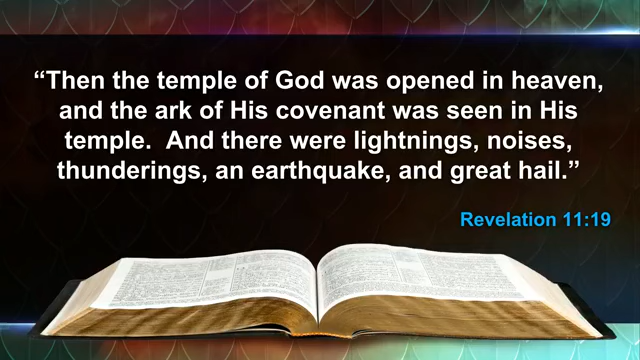 “Then the temple of God was opened in heaven,
and the ark of His covenant was seen in His
temple.  And there were lightnings, noises,
thunderings, an earthquake, and great hail.”
Revelation 11:19